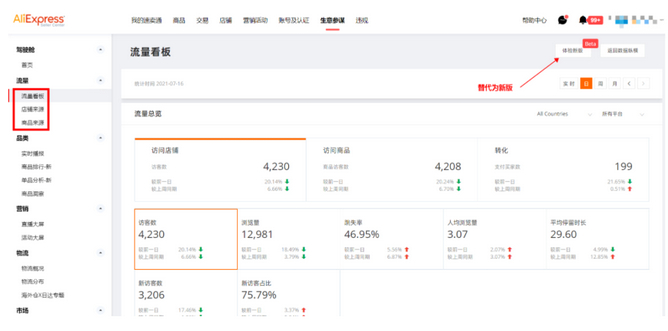 AliExpress
我的速卖通 商品 交易 店铺 营销活动 账号及认证 生意参谋 违规
帮助中心 99+
驾驶舱
首页
流量
流量看板
店铺来源
商品来源
品类
实时播报
商品排行-新
单品分析-新
商品洞察
营销
直播大屏
活动大屏
物流
物流概况
物流分布
海外仓X日达专题
市场
流量看板
体验新版 Beta 返回数据纵横
替代为新版
统计时间 2021-07-16
实时 日 周 月 < >
流量总览
All Countries 所有平台
访问店铺 访问商品 转化
访客数 4,230 商品访客数 4,208 支付买家数 199
较前一日 20.14% 较前一日 20.24% 较前一日 21.65%
较上周同期 6.66% 较上周同期 6.73% 较上周同期 0.51%
访客数 浏览量 跳失率 人均浏览量 平均停留时长
4,230 12,981 46.95% 3.07 29.60
较前一日 20.14% 较前一日 18.49% 较前一日 5.56% 较前一日 2.07% 较前一日 4.99%
较上周同期 6.66% 较上周同期 3.79% 较上周同期 6.87% 较上周同期 3.07% 较上周同期 12.85%
新访客数 新访客占比
3,206 75.79%
较前一日 17.46% 较前一日 3.37%